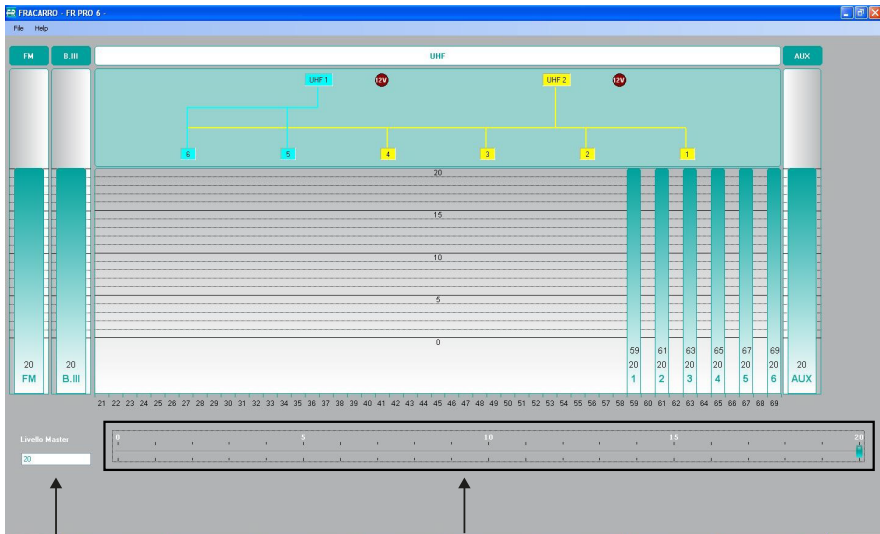 FR FRACARRO - FR PRO 6 -
File Help
FM B.III UHF AUX
UHF 1 12V UHF 2 12V
6 5 4 3 2 1
20
15
10
5
0
59 61 63 65 67 69
20 20 20 20 20 20 20 20 20
FM B.III 1 2 3 4 5 6 AUX
21 22 23 24 25 26 27 28 29 30 31 32 33 34 35 36 37 38 39 40 41 42 43 44 45 46 47 48 49 50 51 52 53 54 55 56 57 58 59 60 61 62 63 64 65 66 67 68 69
Livello Master 0 5 10 15 20
20